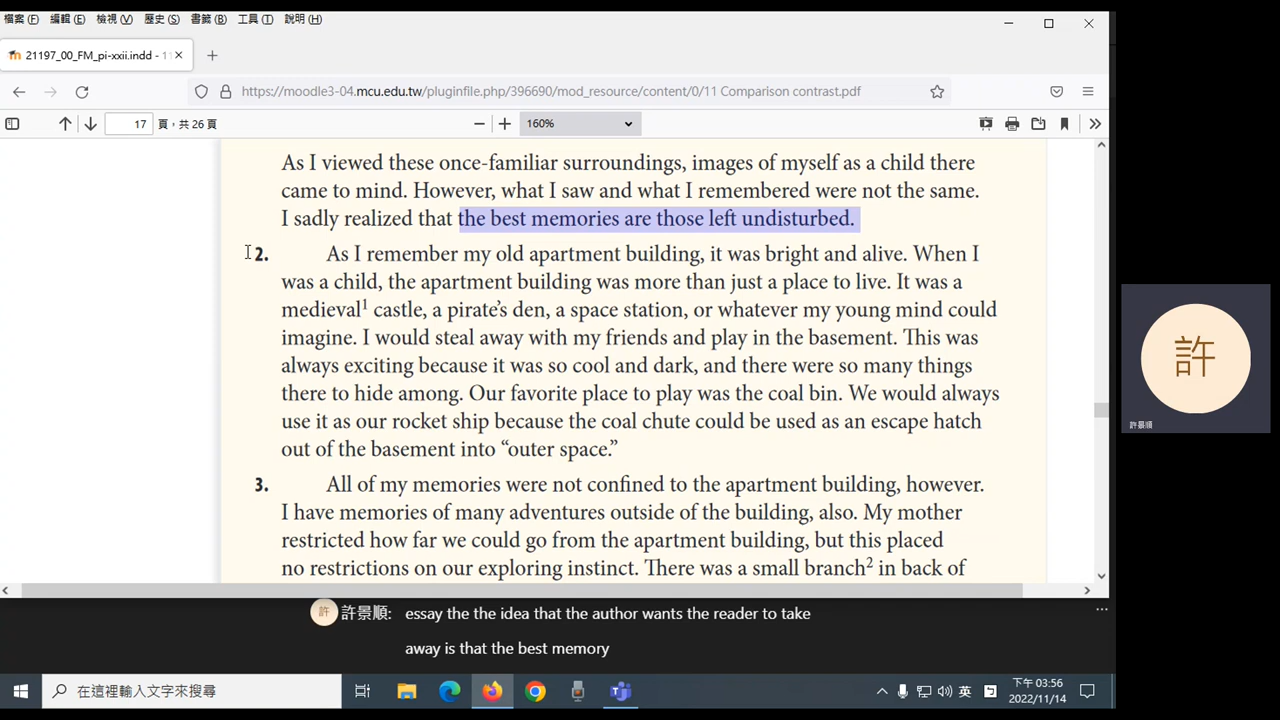 檔案(F) 編輯(E) 檢視(V) 歷史(S) 書籤(B) 工具(T) 說明(H)
21197_00_FM_pi-xxii.indd - 11
https://moodle3-04.mcu.edu.tw/pluginfile.php/396690/mod_resource/content/0/11 Comparison contrast.pdf
17 頁，共 26 頁 160%
As I viewed these once-familiar surroundings, images of myself as a child there
came to mind. However, what I saw and what I remembered were not the same.
I sadly realized that the best memories are those left undisturbed.
2. As I remember my old apartment building, it was bright and alive. When I
was a child, the apartment building was more than just a place to live. It was a
medieval1 castle, a pirate’s den, a space station, or whatever my young mind could
imagine. I would steal away with my friends and play in the basement. This was
always exciting because it was so cool and dark, and there were so many things
there to hide among. Our favorite place to play was the coal bin. We would always
use it as our rocket ship because the coal chute could be used as an escape hatch
out of the basement into “outer space.”
3. All of my memories were not confined to the apartment building, however.
I have memories of many adventures outside of the building, also. My mother
restricted how far we could go from the apartment building, but this placed
no restrictions on our exploring instinct. There was a small branch2 in back of
許
許景順
許 許景順: essay the the idea that the author wants the reader to take
away is that the best memory
在這裡輸入文字來搜尋
英
下午 03:56
2022/11/14